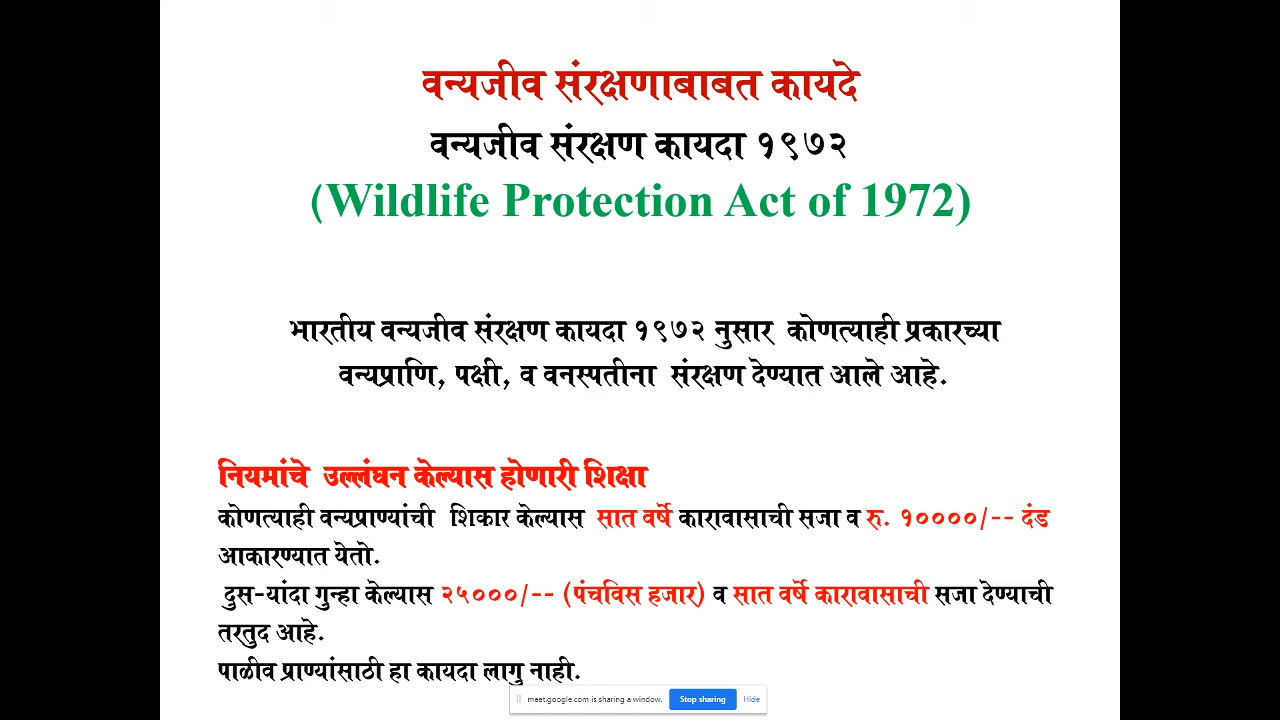 वन्यजीव संरक्षणाबाबत कायदे
वन्यजीव संरक्षण कायदा १९७२
(Wildlife Protection Act of 1972)
भारतीय वन्यजीव संरक्षण कायदा १९७२ नुसार कोणत्याही प्रकारच्या
वन्यप्राणि, पक्षी, व वनस्पतीना संरक्षण देण्यात आले आहे.
नियमांचे उल्लंघन केल्यास होणारी शिक्षा
कोणत्याही वन्यप्राण्यांची शिकार केल्यास सात वर्षे कारावासाची सजा व रु. १००००/-- दंड
आकारण्यात येतो.
दुस-यांदा गुन्हा केल्यास २५०००/-- (पंचविस हजार) व सात वर्षे कारावासाची सजा देण्याची
तरतुद आहे.
पाळीव प्राण्यांसाठी हा कायदा लागु नाही.
meet.google.com is sharing a window. Stop sharing Hide